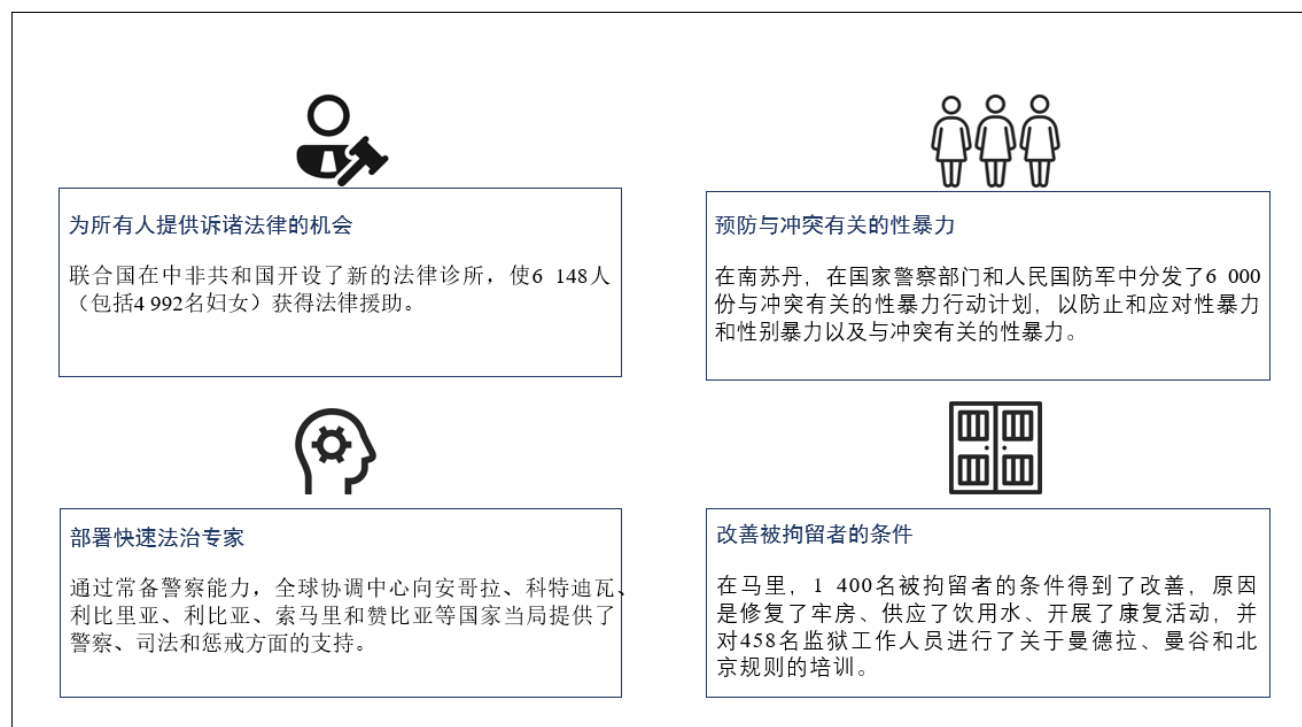 为所有人提供诉诸法律的机会
联合国在中非共和国开设了新的法律诊所，使6 148人
（包括4 992名妇女）获得法律援助。
预防与冲突有关的性暴力
在南苏丹，在国家警察部门和人民国防军中分发了6 000
份与冲突有关的性暴力行动计划，以防止和应对性暴力
和性别暴力以及与冲突有关的性暴力。
部署快速法治专家
通过常备警察能力，全球协调中心向安哥拉、科特迪瓦、
利比里亚、利比亚、索马里和赞比亚等国家当局提供了
警察、司法和惩戒方面的支持。
改善被拘留者的条件
在马里，1 400名被拘留者的条件得到了改善，原因
是修复了牢房、供应了饮用水、开展了康复活动，并
对458名监狱工作人员进行了关于曼德拉、曼谷和北
京规则的培训。